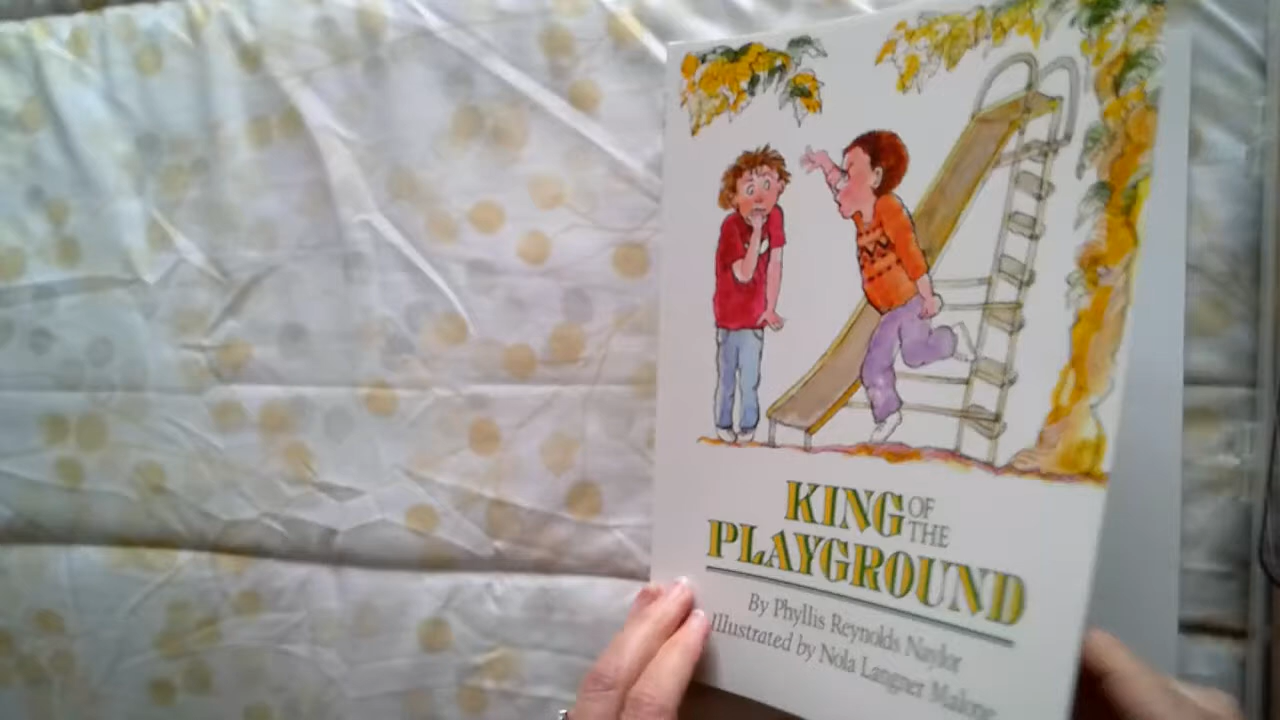 KING OF THE
PLAYGROUND
By Phyllis Reynolds Naylor
Illustrated by Nola Langner Malone